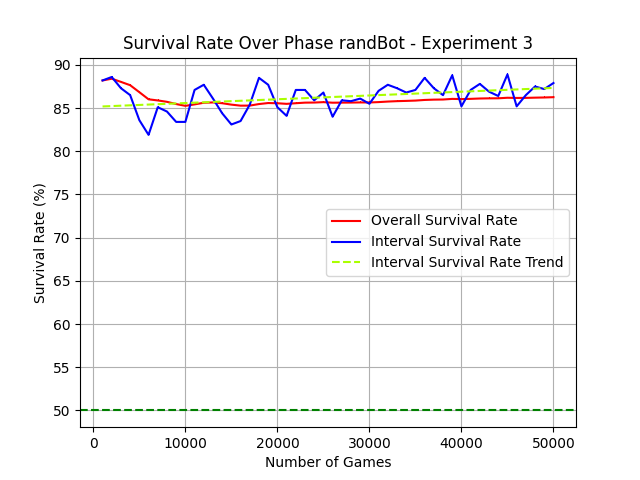 Survival Rate Over Phase randBot - Experiment 3
90
85
80
75
70
65
60
55
50
Survival Rate (%)
Overall Survival Rate
Interval Survival Rate
Interval Survival Rate Trend
0
10000
20000
30000
40000
50000
Number of Games